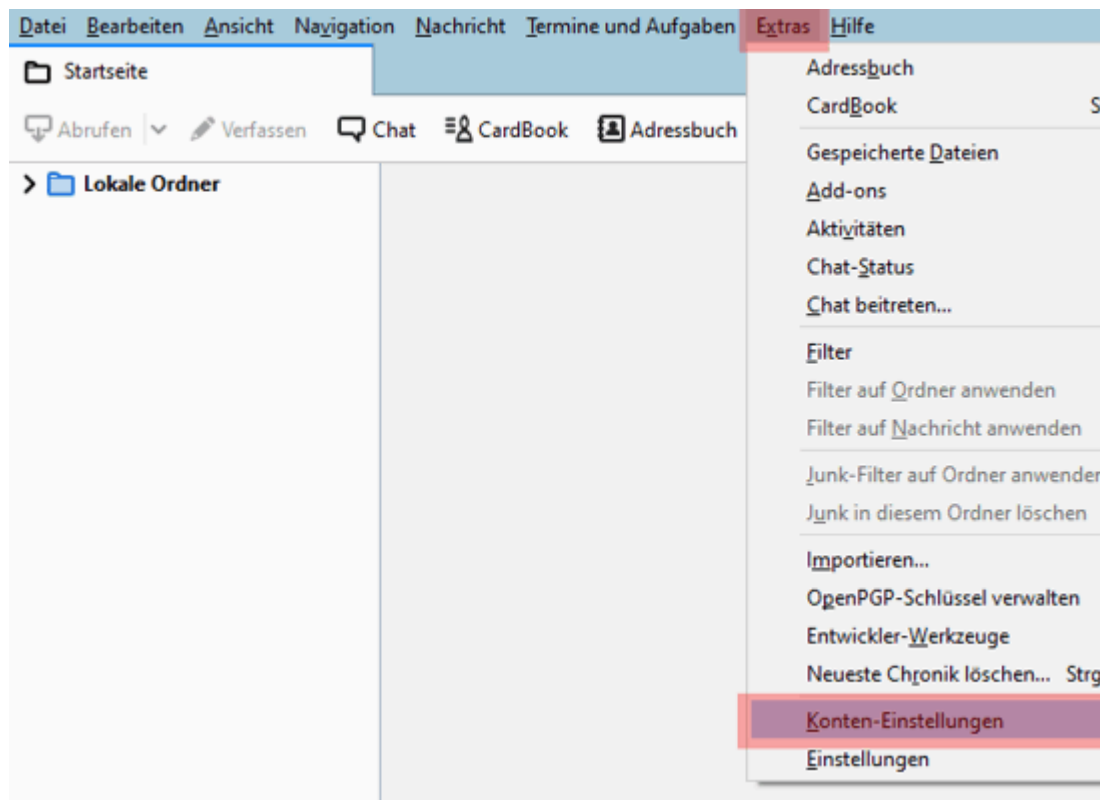 Datei Bearbeiten Ansicht Navigation Nachricht Termine und Aufgaben Extras Hilfe
Startseite
Abrufen Verfassen Chat CardBook Adressbuch
Lokale Ordner
Adressbuch
CardBook S
Gespeicherte Dateien
Add-ons
Aktivitäten
Chat-Status
Chat beitreten...
Filter
Filter auf Ordner anwenden
Filter auf Nachricht anwenden
Junk-Filter auf Ordner anwenden
Junk in diesem Ordner löschen
Importieren...
OpenPGP-Schlüssel verwalten
Entwickler-Werkzeuge
Neueste Chronik löschen... Strg
Konten-Einstellungen
Einstellungen